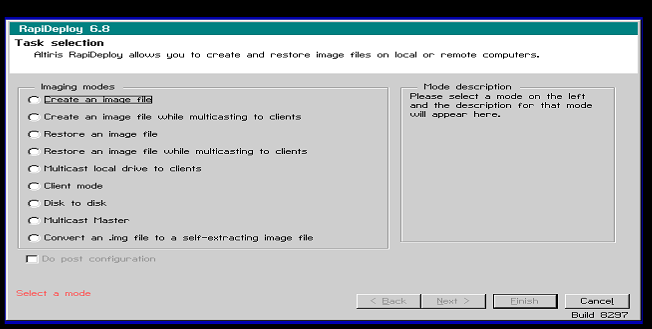 RapiDeploy 6.8
Task selection
Altiris RapiDeploy allows you to create and restore image files on local or remote computers.
Imaging modes
Create an image file
Create an image file while multicasting to clients
Restore an image file
Restore an image file while multicasting to clients
Multicast local drive to clients
Client mode
Disk to disk
Multicast Master
Convert an .img file to a self-extracting image file
Mode description
Please select a mode on the left
and the description for that mode
will appear here.
Do post configuration
Select a mode
< Back
Next >
Finish
Cancel
Build 8297